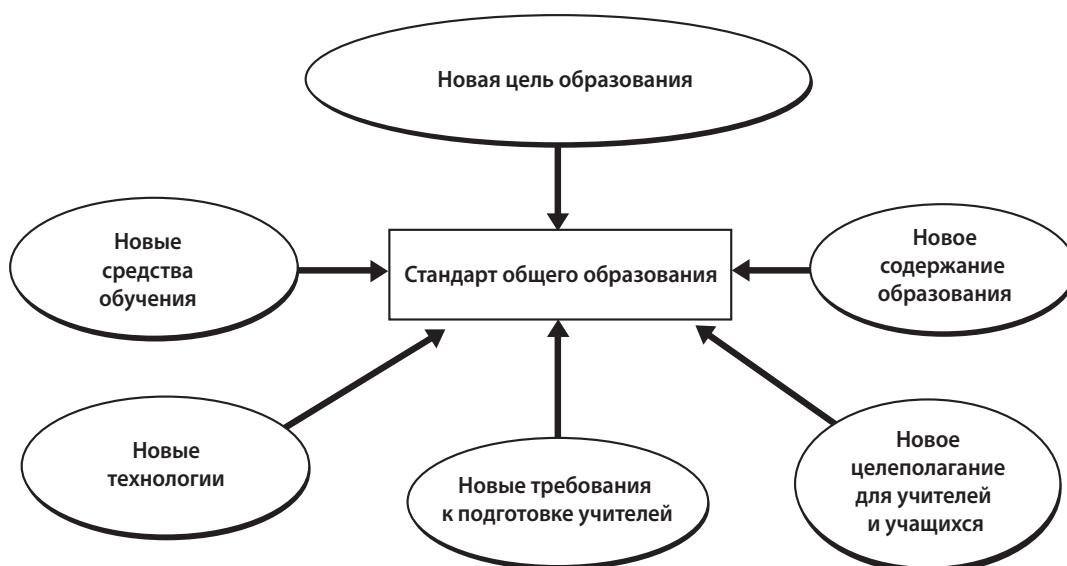 Новая цель образования
Новые
средства
обучения
Стандарт общего образования
Новое
содержание
образования
Новые
технологии
Новые требования
к подготовке учителей
Новое
целеполагание
для учителей
и учащихся